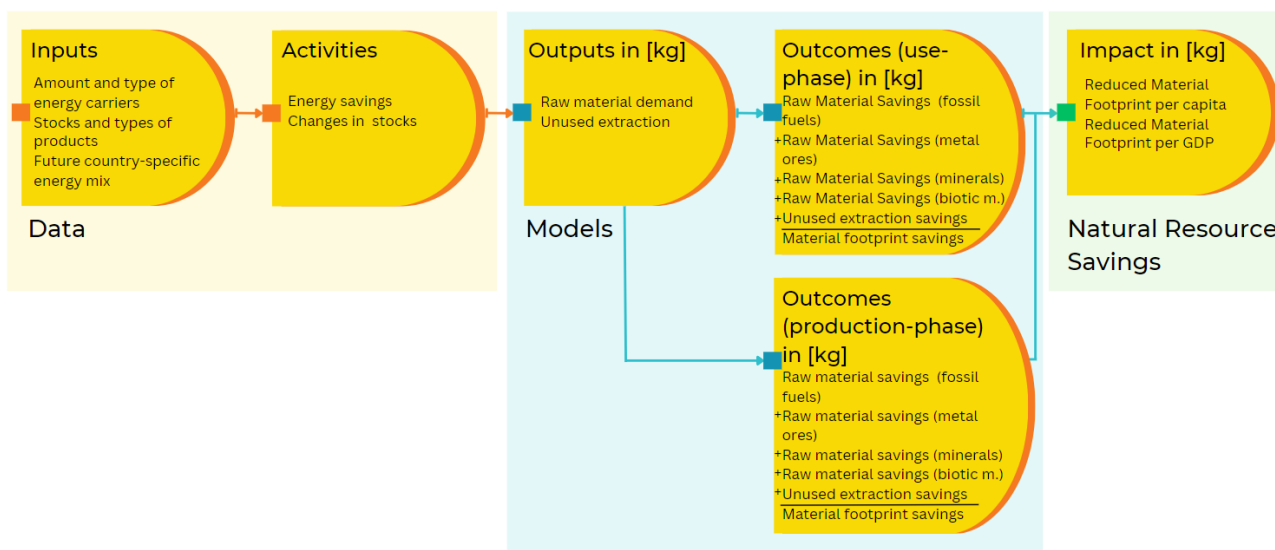 Inputs
Amount and type of
energy carriers
Stocks and types of
products
Future country-specific
energy mix
Data
Activities
Energy savings
Changes in stocks
Outputs in [kg]
Raw material demand
Unused extraction
Models
Outcomes (use-
phase) in [kg]
Raw Material Savings (fossil
fuels)
+Raw Material Savings (metal
ores)
+Raw Material Savings (minerals)
+Raw Material Savings (biotic m.)
+Unused extraction savings
Material footprint savings
Outcomes
(production-phase)
in [kg]
Raw material savings (fossil
fuels)
+Raw material savings (metal
ores)
+Raw material savings (minerals)
+Raw material savings (biotic m.)
+Unused extraction savings
Material footprint savings
Impact in [kg]
Reduced Material
Footprint per capita
Reduced Material
Footprint per GDP
Natural Resource
Savings